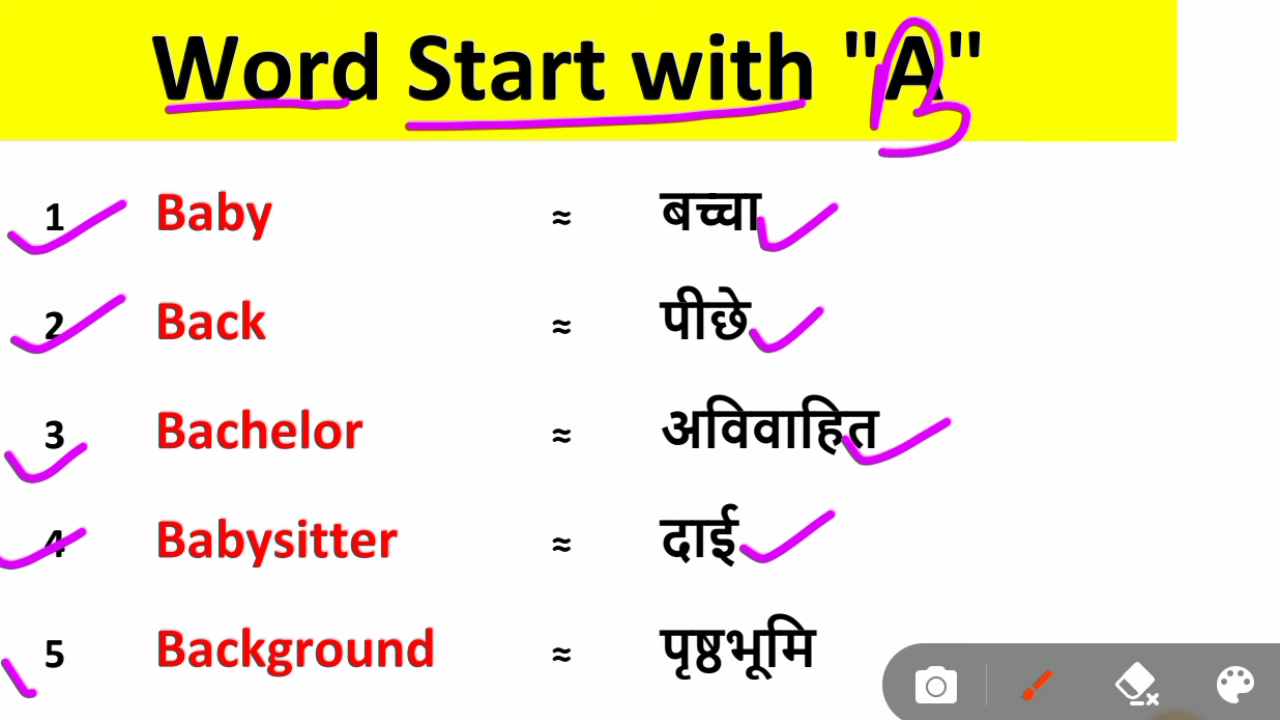 Word Start with "A"
B
1 Baby ≈ बच्चा
2 Back ≈ पीछे
3 Bachelor ≈ अविवाहित
4 Babysitter ≈ दाई
5 Background ≈ पृष्ठभूमि